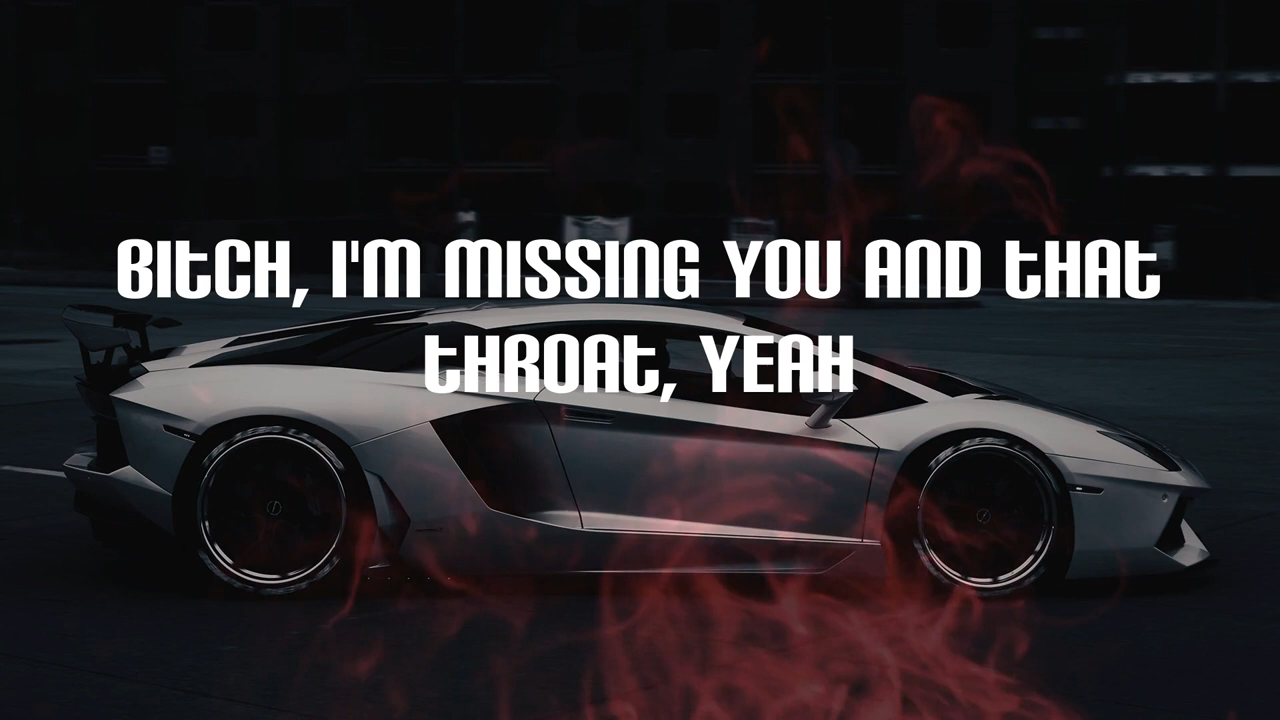 BITCH, I'M MISSING YOU AND THAT
THROAT, YEAH